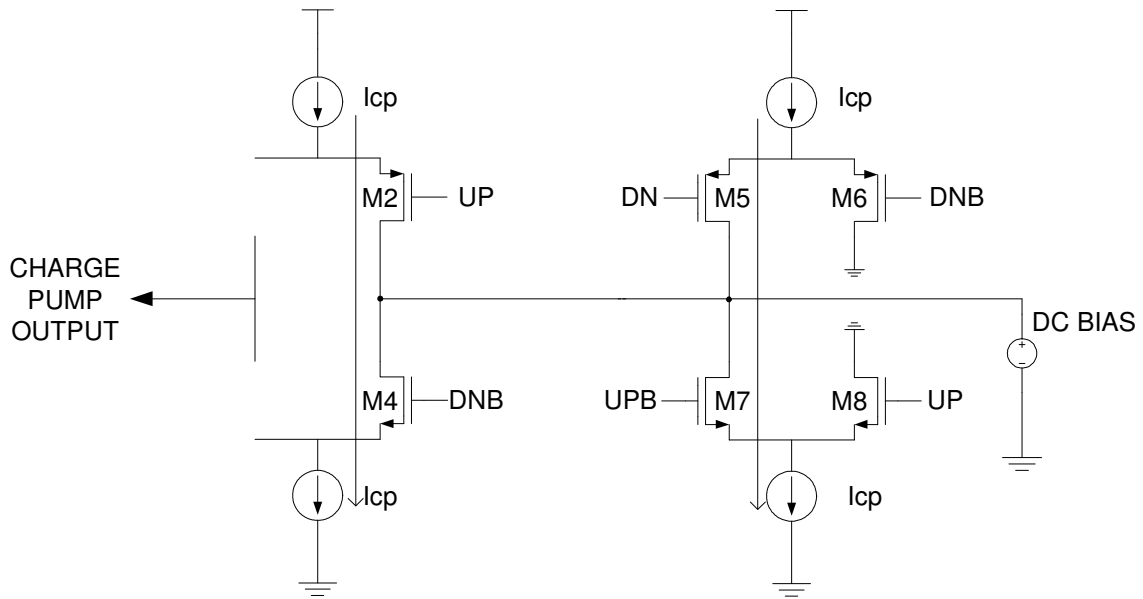 Icp
Icp
M2
UP
DN
M5
M6
DNB
CHARGE
PUMP
OUTPUT
DC BIAS
+
-
M4
DNB
UPB
M7
M8
UP
Icp
Icp